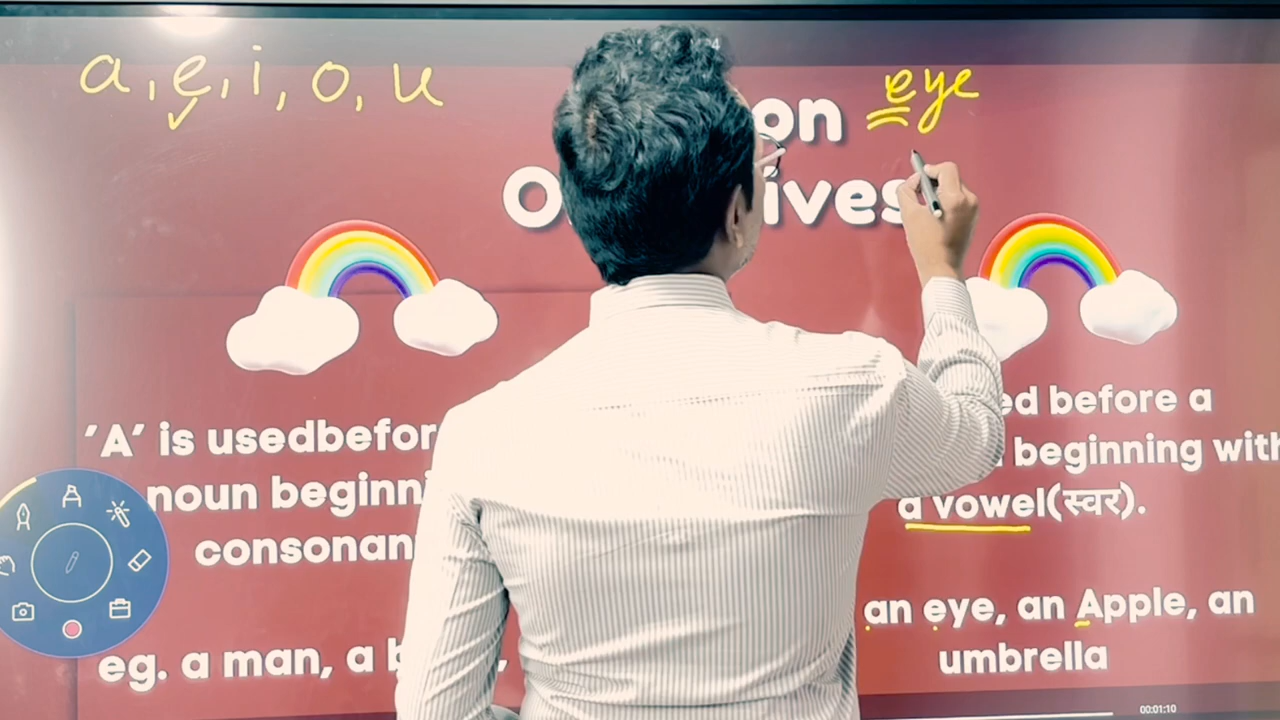 a, e, i, o, u
on eye
O ives
'A' is usedbefor
noun beginni
consonan
eg. a man, a b ,
ed before a
beginning with
a vowel(स्वर).
an eye, an Apple, an
umbrella
00:01:10